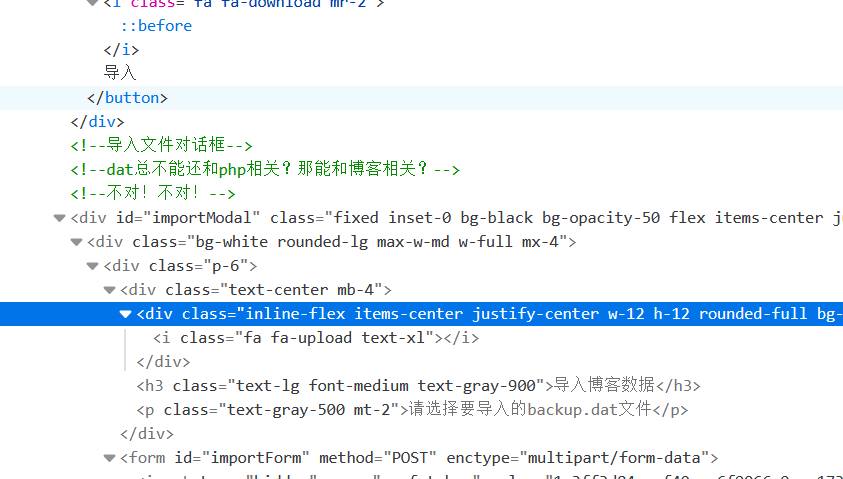 <i class="fa fa-download mr-2">
::before
</i>
导入
</button>
</div>
<!--导入文件对话框-->
<!--dat总不能还和php相关？那能和博客相关？-->
<!--不对！不对！-->
<div id="importModal" class="fixed inset-0 bg-black bg-opacity-50 flex items-center ju
<div class="bg-white rounded-lg max-w-md w-full mx-4">
<div class="p-6">
<div class="text-center mb-4">
<div class="inline-flex items-center justify-center w-12 h-12 rounded-full bg-
<i class="fa fa-upload text-xl"></i>
</div>
<h3 class="text-lg font-medium text-gray-900">导入博客数据</h3>
<p class="text-gray-500 mt-2">请选择要导入的backup.dat文件</p>
</div>
<form id="importForm" method="POST" enctype="multipart/form-data">